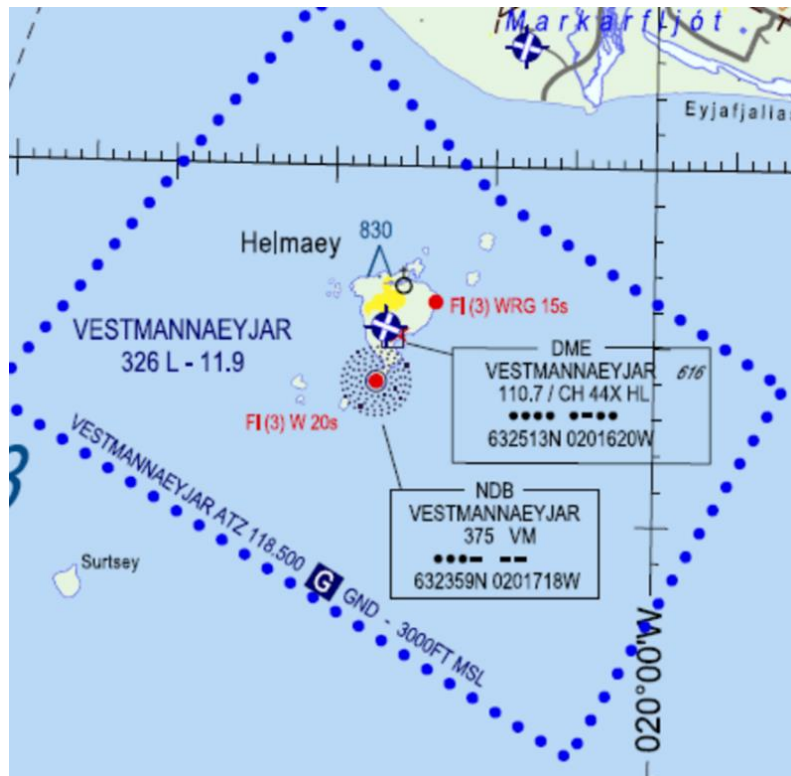 Markarfljót
Eyjafjallas
Helmaey
830
Fl (3) WRG 15s
VESTMANNAEYJAR
326 L - 11.9
DME
VESTMANNAEYJAR
110.7 / CH 44X HL
632513N 0201620W
616
Fl (3) W 20s
NDB
VESTMANNAEYJAR
375 VM
632359N 0201718W
VESTMANNAEYJAR ATZ 118.500 G GND - 3000FT MSL
Surtsey
020°00'W